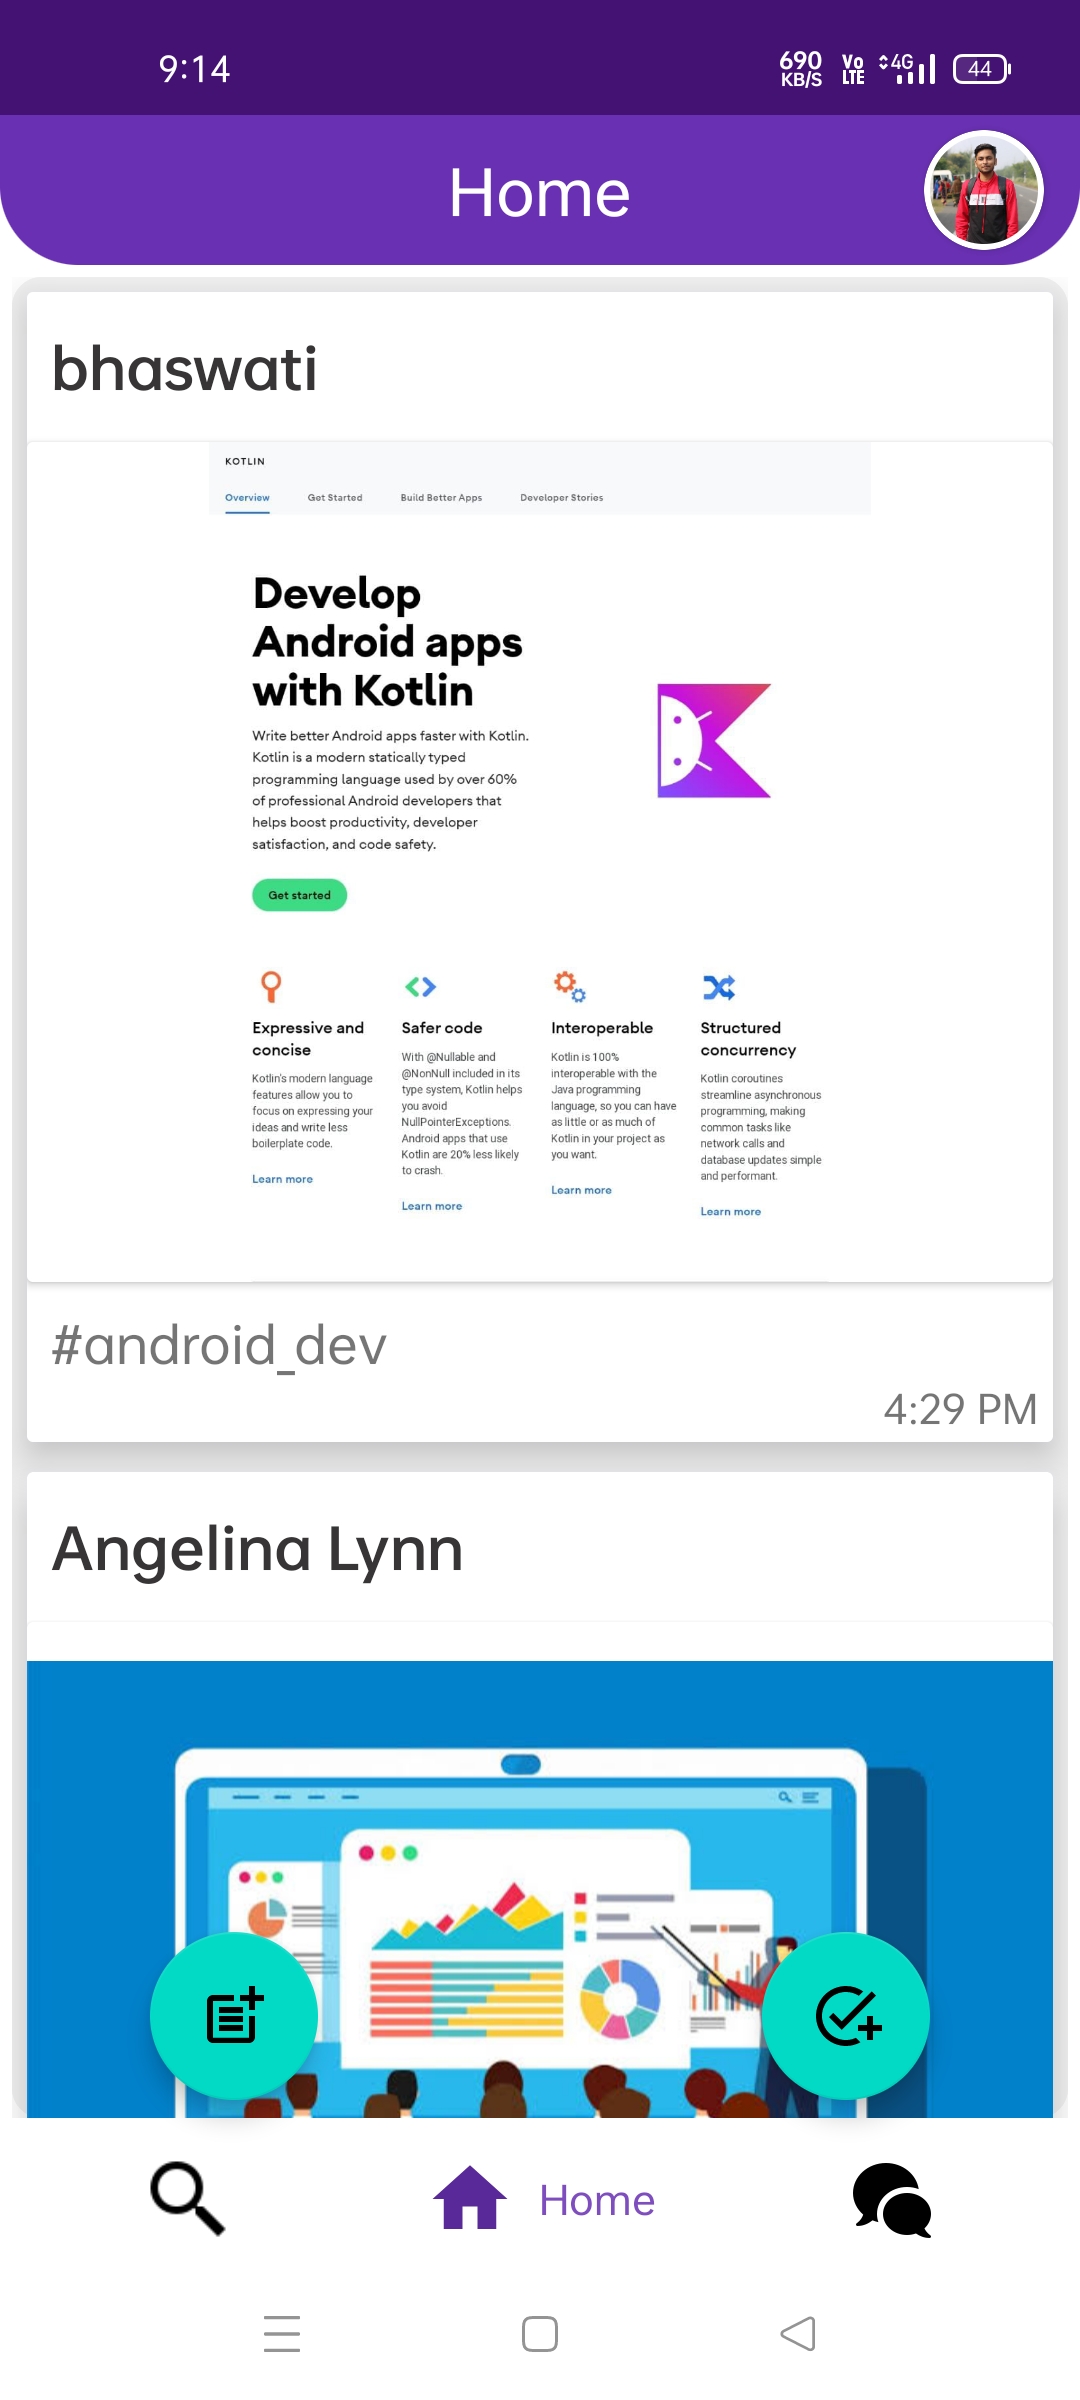 9:14
690
KB/S
Vo
LTE
4G
44
Home
bhaswati
KOTLIN
Overview Get Started Build Better Apps Developer Stories
Develop
Android apps
with Kotlin
Write better Android apps faster with Kotlin.
Kotlin is a modern statically typed
programming language used by over 60%
of professional Android developers that
helps boost productivity, developer
satisfaction, and code safety.
Get started
Expressive and
concise
Kotlin's modern language
features allow you to
focus on expressing your
ideas and write less
boilerplate code.
Learn more
Safer code
With @Nullable and
@NonNull included in its
type system, Kotlin helps
you avoid
NullPointerExceptions.
Android apps that use
Kotlin are 20% less likely
to crash.
Learn more
Interoperable
Kotlin is 100%
interoperable with the
Java programming
language, so you can have
as little or as much of
Kotlin in your project as
you want.
Learn more
Structured
concurrency
Kotlin coroutines
streamline asynchronous
programming, making
common tasks like
network calls and
database updates simple
and performant.
Learn more
#android_dev
4:29 PM
Angelina Lynn
Home